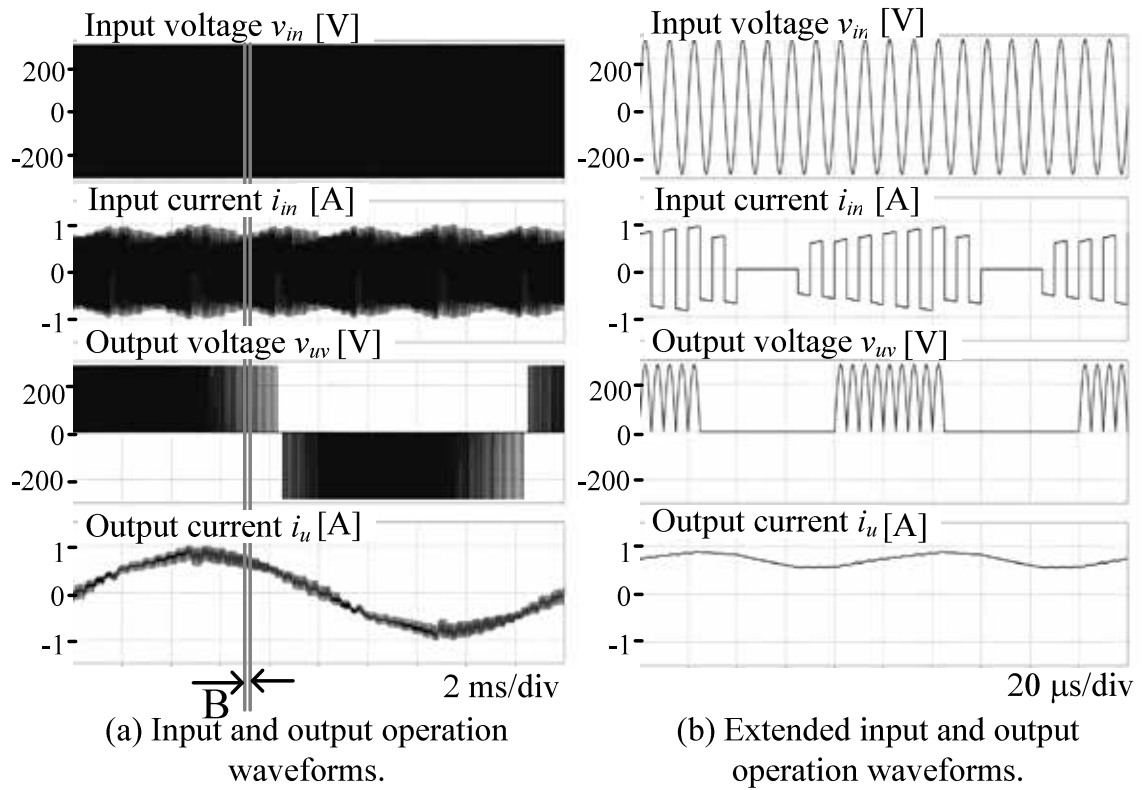 Input voltage v_in [V]
200
0
-200
Input current i_in [A]
1
0
-1
Output voltage v_uv [V]
200
0
-200
Output current i_u [A]
1
0
-1
B
2 ms/div
(a) Input and output operation
waveforms.
Input voltage v_in [V]
200
0
-200
Input current i_in [A]
1
0
-1
Output voltage v_uv [V]
200
0
-200
Output current i_u [A]
1
0
-1
20 μs/div
(b) Extended input and output
operation waveforms.